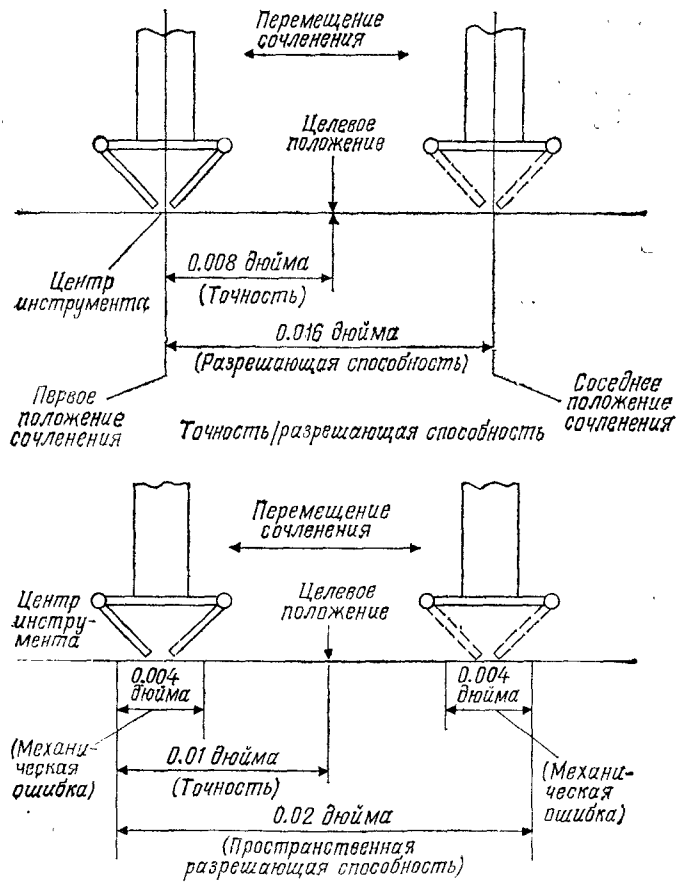 Перемещение
сочленения
Целевое
положение
0.008 дюйма
(Точность)
Центр
инструмента
0.016 дюйма
(Разрешающая способность)
Первое
положение
сочленения
Соседнее
положение
сочленения
Точность/разрешающая способность
Перемещение
сочленения
Центр
инстру-
мента
Целевое
положение
0.004
дюйма
0.004
дюйма
(Механи-
ческая
ошибка)
0.01 дюйма
(Точность)
(Механи-
ческая
ошибка)
0.02 дюйма
(Пространственная
разрешающая способность)